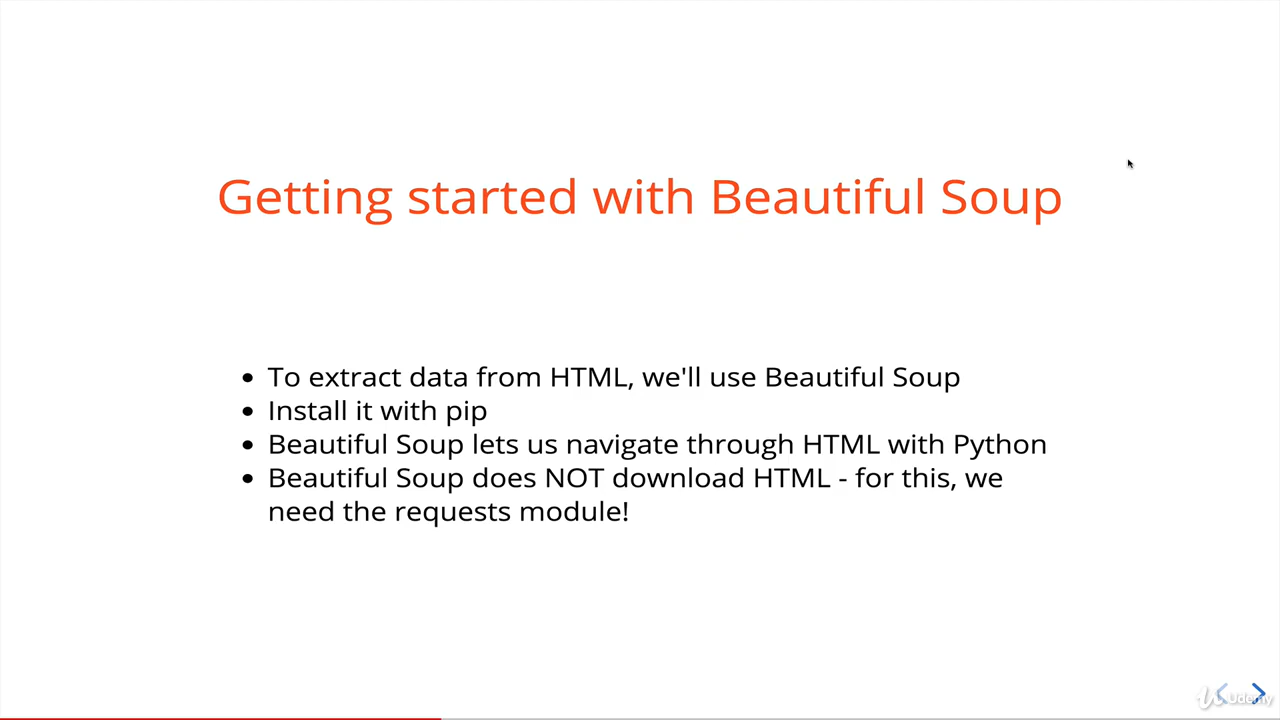 Getting started with Beautiful Soup
• To extract data from HTML, we'll use Beautiful Soup
• Install it with pip
• Beautiful Soup lets us navigate through HTML with Python
• Beautiful Soup does NOT download HTML - for this, we
need the requests module!
Udemy